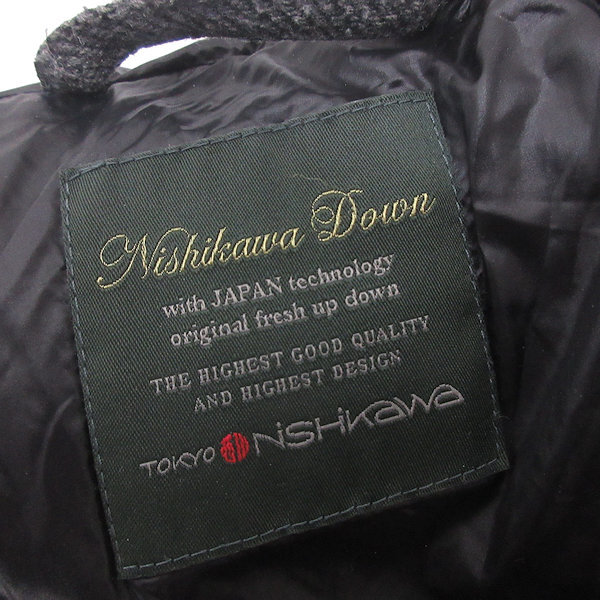 Nishikawa Down
with JAPAN technology
original fresh up down
THE HIGHEST GOOD QUALITY
AND HIGHEST DESIGN
TOKYO NiSHiKaWa